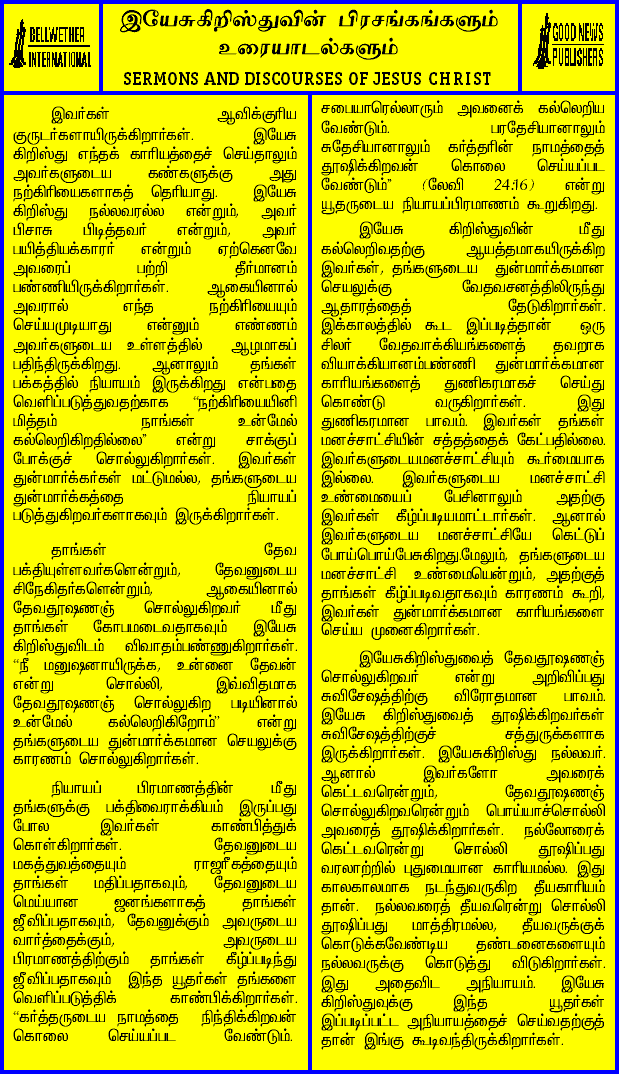 BELLWETHER
INTERNATIONAL
இயேசுகிறிஸ்துவின் பிரசங்கங்களும்
உரையாடல்களும்
SERMONS AND DISCOURSES OF JESUS CHRIST
GOOD NEWS
PUBLISHERS
இவர்கள் ஆவிக்குரிய
குருடர்களாயிருக்கிறார்கள். இயேசு
கிறிஸ்து எந்தக் காரியத்தைச் செய்தாலும்
அவர்களுடைய கண்களுக்கு அது
நற்கிரியைகளாகத் தெரியாது. இயேசு
கிறிஸ்து நல்லவரல்ல என்றும், அவர்
பிசாசு பிடித்தவர் என்றும், அவர்
பயித்தியக்காரர் என்றும் ஏற்கெனவே
அவரைப் பற்றி தீர்மானம்
பண்ணியிருக்கிறார்கள். ஆகையினால்
அவரால் எந்த நற்கிரியையும்
செய்யமுடியாது என்னும் எண்ணம்
அவர்களுடைய உள்ளத்தில் ஆழமாகப்
பதிந்திருக்கிறது. ஆனாலும் தங்கள்
பக்கத்தில் நியாயம் இருக்கிறது என்பதை
வெளிப்படுத்துவதற்காக “நற்கிரியையினி
மித்தம் நாங்கள் உன்மேல்
கல்லெறிகிறதில்லை” என்று சாக்குப்
போக்குச் சொல்லுகிறார்கள். இவர்கள்
துன்மார்க்கர்கள் மட்டுமல்ல, தங்களுடைய
துன்மார்க்கத்தை நியாயப்
படுத்துகிறவர்களாகவும் இருக்கிறார்கள்.
தாங்கள் தேவ
பக்தியுள்ளவர்களென்றும், தேவனுடைய
சிநேகிதர்களென்றும், ஆகையினால்
தேவதூஷணஞ் சொல்லுகிறவர் மீது
தாங்கள் கோபமடைவதாகவும் இயேசு
கிறிஸ்துவிடம் விவாதம்பண்ணுகிறார்கள்.
“நீ மனுஷனாயிருக்க, உன்னை தேவன்
என்று சொல்லி, இவ்விதமாக
தேவதூஷணஞ் சொல்லுகிற படியினால்
உன்மேல் கல்லெறிகிறோம்” என்று
தங்களுடைய துன்மார்க்கமான செயலுக்கு
காரணம் சொல்லுகிறார்கள்.
நியாயப் பிரமாணத்தின் மீது
தங்களுக்கு பக்திவைராக்கியம் இருப்பது
போல இவர்கள் காண்பித்துக்
கொள்கிறார்கள். தேவனுடைய
மகத்துவத்தையும் ராஜரீகத்தையும்
தாங்கள் மதிப்பதாகவும், தேவனுடைய
மெய்யான ஜனங்களாகத் தாங்கள்
ஜீவிப்பதாகவும், தேவனுக்கும் அவருடைய
வார்த்தைக்கும், அவருடைய
பிரமாணத்திற்கும் தாங்கள் கீழ்ப்படிந்து
ஜீவிப்பதாகவும் இந்த யூதர்கள் தங்களை
வெளிப்படுத்திக் காண்பிக்கிறார்கள்.
“கர்த்தருடைய நாமத்தை நிந்திக்கிறவன்
கொலை செய்யப்பட வேண்டும்.
சபையாரெல்லாரும் அவனைக் கல்லெறிய
வேண்டும். பரதேசியானாலும்
சுதேசியானாலும் கர்த்தரின் நாமத்தைத்
தூஷிக்கிறவன் கொலை செய்யப்பட
வேண்டும்” (லேவி 24:16) என்று
யூதருடைய நியாயப்பிரமாணம் கூறுகிறது.
இயேசு கிறிஸ்துவின் மீது
கல்லெறிவதற்கு ஆயத்தமாகயிருக்கிற
இவர்கள், தங்களுடைய துன்மார்க்கமான
செயலுக்கு வேதவசனத்திலிருந்து
ஆதாரத்தைத் தேடுகிறார்கள்.
இக்காலத்தில் கூட இப்படித்தான் ஒரு
சிலர் வேதவாக்கியங்களைத் தவறாக
வியாக்கியானம்பண்ணி துன்மார்க்கமான
காரியங்களைத் துணிகரமாகச் செய்து
கொண்டு வருகிறார்கள். இது
துணிகரமான பாவம். இவர்கள் தங்கள்
மனச்சாட்சியின் சத்தத்தைக் கேட்பதில்லை.
இவர்களுடையமனச்சாட்சியும் கூர்மையாக
இல்லை. இவர்களுடைய மனச்சாட்சி
உண்மையைப் பேசினாலும் அதற்கு
இவர்கள் கீழ்ப்படியமாட்டார்கள். ஆனால்
இவர்களுடைய மனச்சாட்சியே கெட்டுப்
போய்பொய்பேசுகிறது.மேலும், தங்களுடைய
மனச்சாட்சி உண்மையென்றும், அதற்குத்
தாங்கள் கீழ்ப்படிவதாகவும் காரணம் கூறி,
இவர்கள் துன்மார்க்கமான காரியங்களை
செய்ய முனைகிறார்கள்.
இயேசுகிறிஸ்துவைத் தேவதூஷணஞ்
சொல்லுகிறவர் என்று அறிவிப்பது
சுவிசேஷத்திற்கு விரோதமான பாவம்.
இயேசு கிறிஸ்துவைத் தூஷிக்கிறவர்கள்
சுவிசேஷத்திற்குச் சத்துருக்களாக
இருக்கிறார்கள். இயேசுகிறிஸ்து நல்லவர்.
ஆனால் இவர்களோ அவரைக்
கெட்டவரென்றும், தேவதூஷணஞ்
சொல்லுகிறவரென்றும் பொய்யாச்சொல்லி
அவரைத் தூஷிக்கிறார்கள். நல்லோரைக்
கெட்டவரென்று சொல்லி தூஷிப்பது
வரலாற்றில் புதுமையான காரியமல்ல. இது
காலகாலமாக நடந்துவருகிற தீயகாரியம்
தான். நல்லவரைத் தீயவரென்று சொல்லி
தூஷிப்பது மாத்திரமல்ல, தீயவருக்குக்
கொடுக்கவேண்டிய தண்டனைகளையும்
நல்லவருக்கு கொடுத்து விடுகிறார்கள்.
இது அதைவிட அநியாயம். இயேசு
கிறிஸ்துவுக்கு இந்த யூதர்கள்
இப்படிப்பட்ட அநியாயத்தைச் செய்வதற்குத்
தான் இங்கு கூடிவந்திருக்கிறார்கள்.